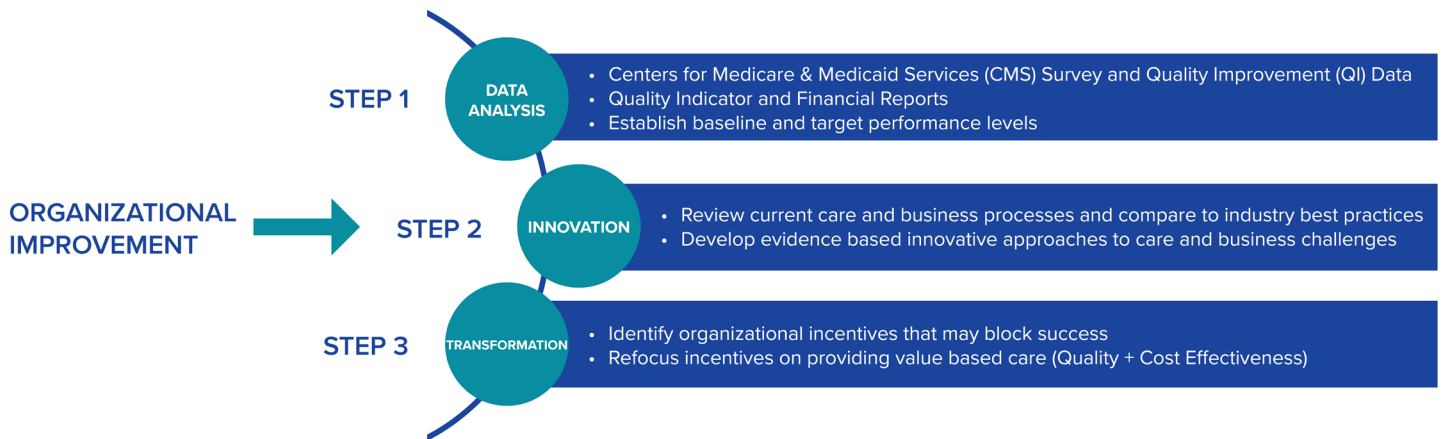 ORGANIZATIONAL
IMPROVEMENT
STEP 1
DATA
ANALYSIS
• Centers for Medicare & Medicaid Services (CMS) Survey and Quality Improvement (QI) Data
• Quality Indicator and Financial Reports
• Establish baseline and target performance levels
STEP 2
INNOVATION
• Review current care and business processes and compare to industry best practices
• Develop evidence based innovative approaches to care and business challenges
STEP 3
TRANSFORMATION
• Identify organizational incentives that may block success
• Refocus incentives on providing value based care (Quality + Cost Effectiveness)